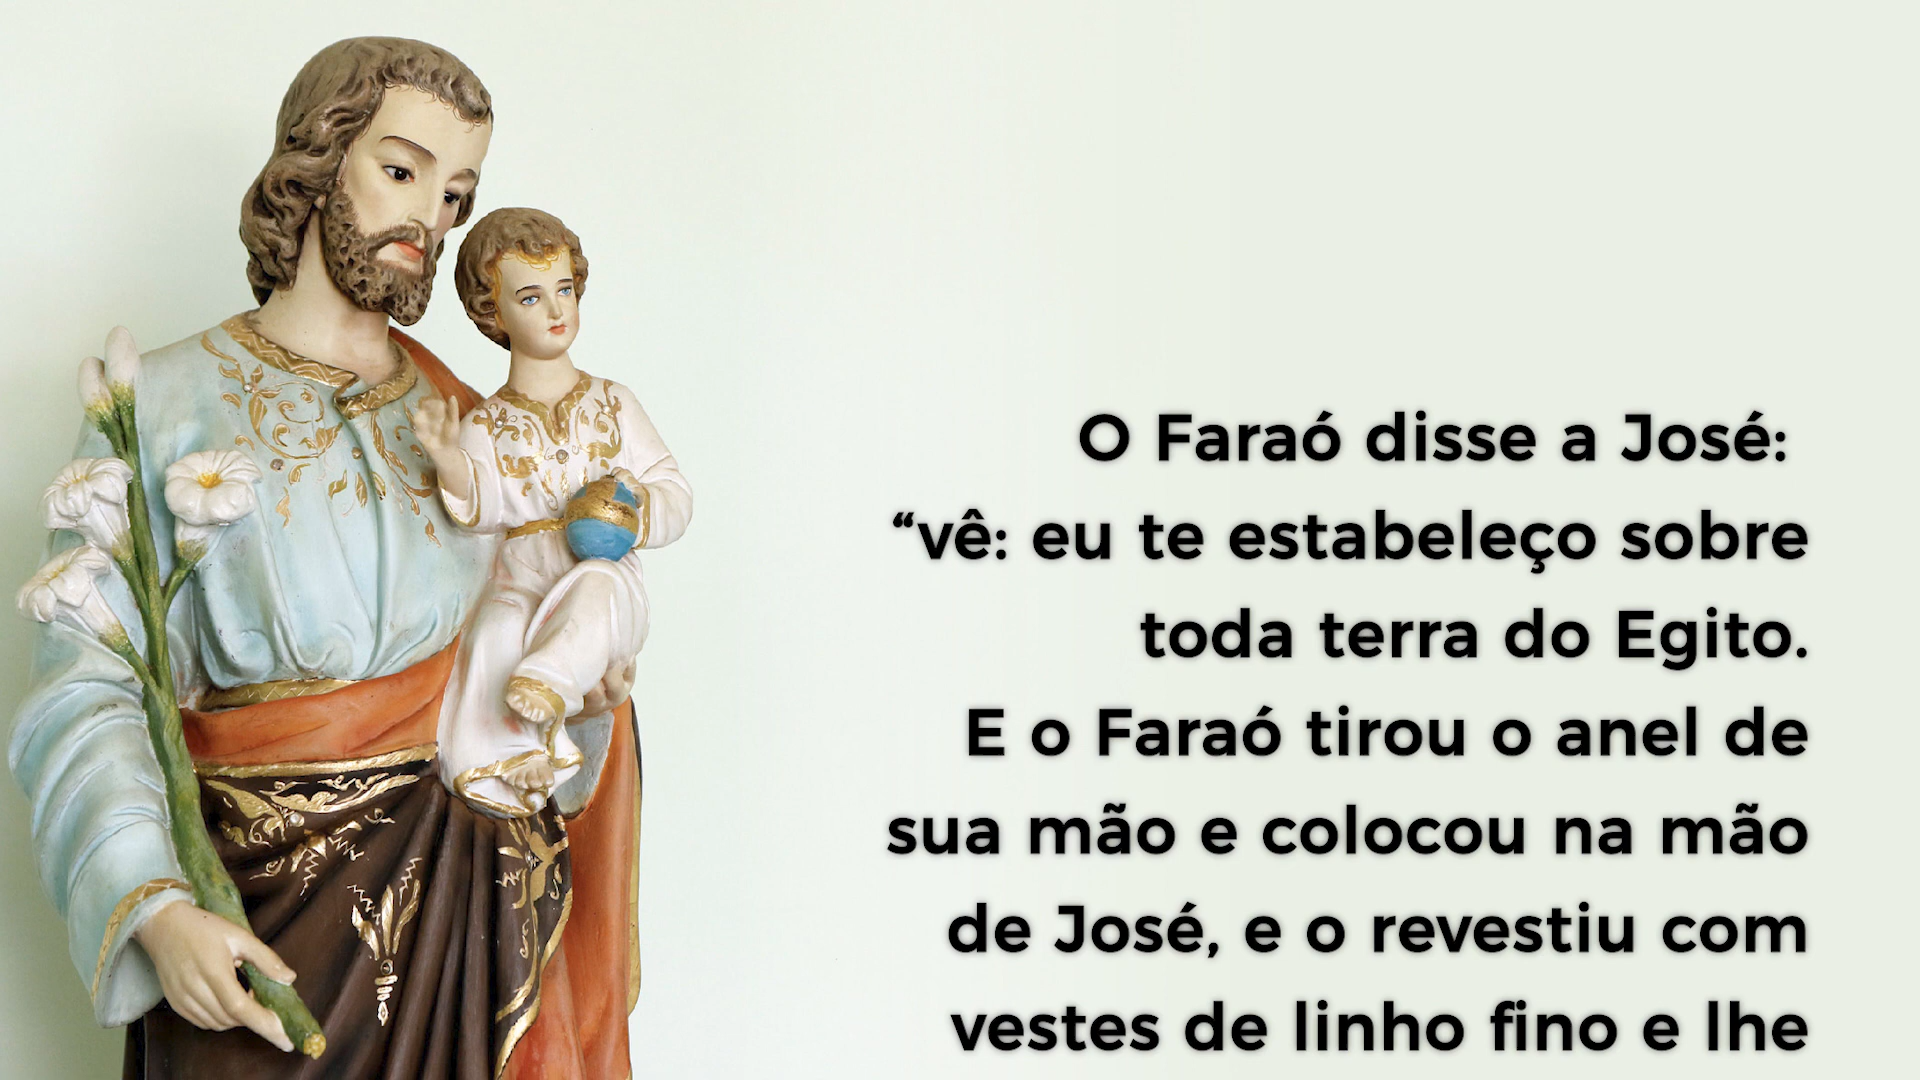 O Faraó disse a José:
“vê: eu te estabeleço sobre
toda terra do Egito.
E o Faraó tirou o anel de
sua mão e colocou na mão
de José, e o revestiu com
vestes de linho fino e lhe